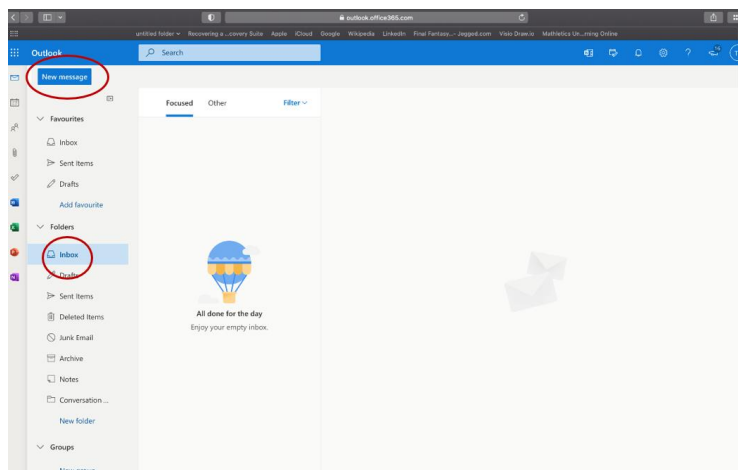 outlook.office365.com
untitled folder Recovering a ...covery Suite Apple iCloud Google Wikipedia LinkedIn Final Fantasy...- Jegged.com Visio Draw.io Mathletics Un...rning Online
Outlook
Search
New message
Focused Other Filter
Favourites
Inbox
Sent Items
Drafts
Add favourite
Folders
Inbox
Drafts
Sent Items
Deleted Items
Junk Email
Archive
Notes
Conversation ...
New folder
Groups
All done for the day
Enjoy your empty inbox.